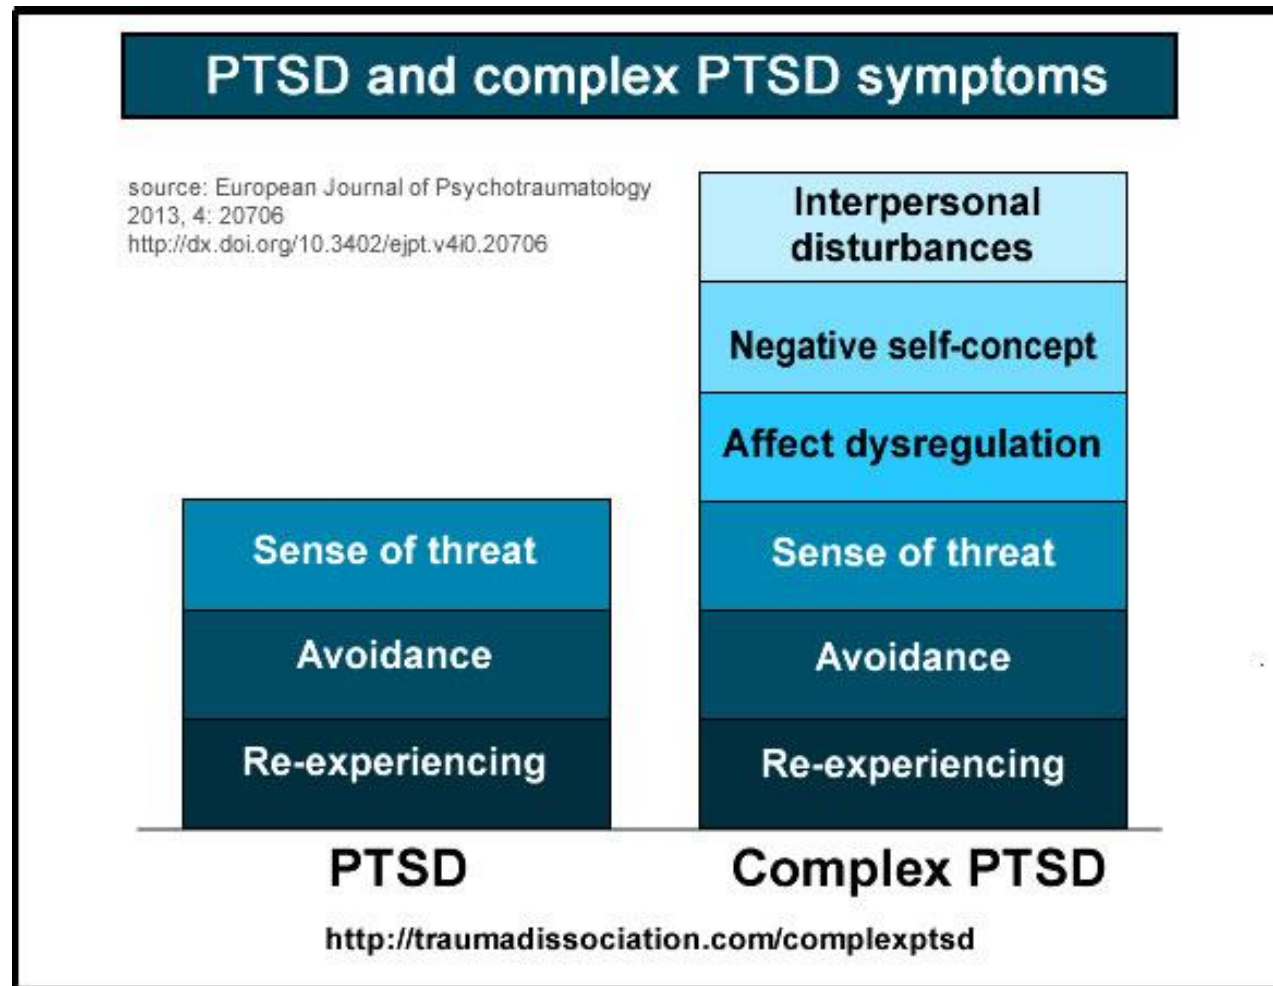 PTSD and complex PTSD symptoms
source: European Journal of Psychotraumatology
2013, 4: 20706
http://dx.doi.org/10.3402/ejpt.v4i0.20706
Sense of threat
Avoidance
Re-experiencing
PTSD
Interpersonal
disturbances
Negative self-concept
Affect dysregulation
Sense of threat
Avoidance
Re-experiencing
Complex PTSD
http://traumadissociation.com/complexptsd